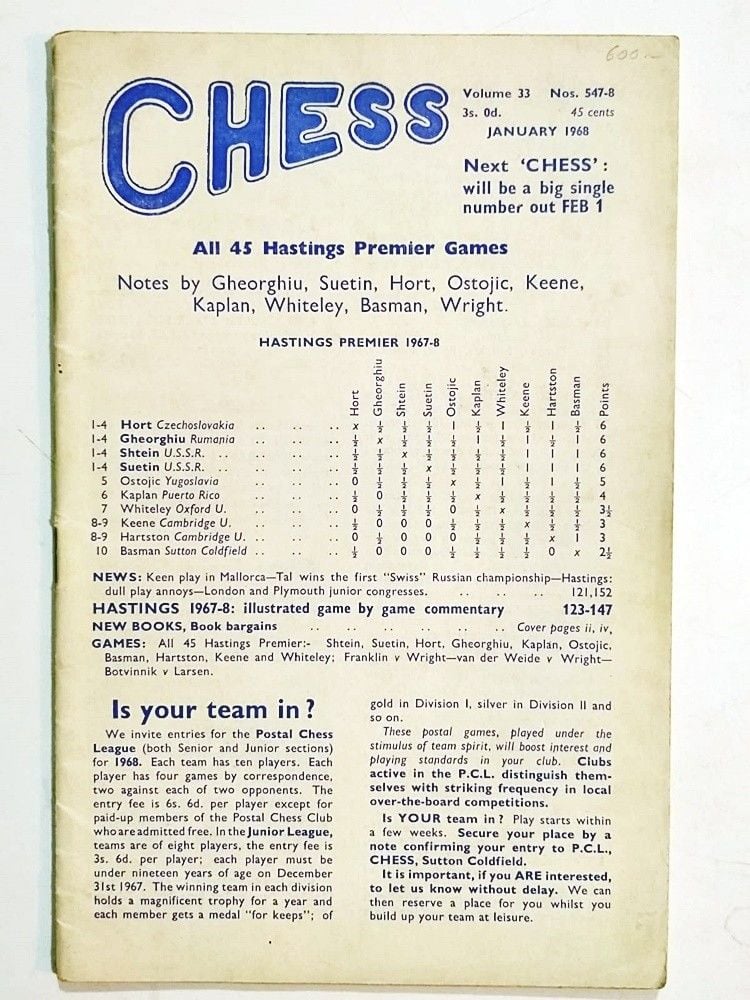 600.—
CHESS
Volume 33 Nos. 547-8
3s. 0d. 45 cents
JANUARY 1968
Next 'CHESS':
will be a big single
number out FEB 1
All 45 Hastings Premier Games
Notes by Gheorghiu, Suetin, Hort, Ostojic, Keene,
Kaplan, Whiteley, Basman, Wright.
HASTINGS PREMIER 1967-8
Hort Gheorghiu Shtein Suetin Ostojic Kaplan Whiteley Keene Hartston Basman Points
1-4 Hort Czechoslovakia .. .. .. x ½ ½ ½ 1 ½ 1 ½ 1 ½ 6
1-4 Gheorghiu Rumania .. .. .. ½ x ½ ½ ½ 1 ½ 1 ½ 1 6
1-4 Shtein U.S.S.R. .. .. .. .. ½ ½ x ½ ½ ½ ½ 1 1 1 6
1-4 Suetin U.S.S.R. .. .. .. ½ ½ ½ x ½ ½ ½ 1 1 1 6
5 Ostojic Yugoslavia .. .. .. 0 ½ ½ ½ x ½ 1 ½ 1 ½ 5
6 Kaplan Puerto Rico .. .. .. ½ 0 ½ ½ ½ x ½ ½ ½ ½ 4
7 Whiteley Oxford U. .. .. .. 0 ½ ½ ½ 0 ½ x ½ ½ ½ 3½
8-9 Keene Cambridge U. .. .. .. ½ 0 0 0 ½ ½ ½ x ½ ½ 3
8-9 Hartston Cambridge U. .. .. .. 0 ½ 0 0 0 ½ ½ ½ x 1 3
10 Basman Sutton Coldfield .. .. .. ½ 0 0 0 ½ ½ ½ ½ 0 x 2½
NEWS: Keen play in Mallorca—Tal wins the first "Swiss" Russian championship—Hastings:
dull play annoys—London and Plymouth junior congresses. .. .. .. 121,152
HASTINGS 1967-8: illustrated game by game commentary 123-147
NEW BOOKS, Book bargains .. .. .. .. .. .. Cover pages ii, iv,
GAMES: All 45 Hastings Premier:- Shtein, Suetin, Hort, Gheorghiu, Kaplan, Ostojic,
Basman, Hartston, Keene and Whiteley; Franklin v Wright—van der Weide v Wright—
Botvinnik v Larsen.
Is your team in?
We invite entries for the Postal Chess
League (both Senior and Junior sections)
for 1968. Each team has ten players. Each
player has four games by correspondence,
two against each of two opponents. The
entry fee is 6s. 6d. per player except for
paid-up members of the Postal Chess Club
who are admitted free. In the Junior League,
teams are of eight players, the entry fee is
3s. 6d. per player; each player must be
under nineteen years of age on December
31st 1967. The winning team in each division
holds a magnificent trophy for a year and
each member gets a medal "for keeps"; of
gold in Division I, silver in Division II and
so on.
These postal games, played under the
stimulus of team spirit, will boost interest and
playing standards in your club. Clubs
active in the P.C.L. distinguish them-
selves with striking frequency in local
over-the-board competitions.
Is YOUR team in? Play starts within
a few weeks. Secure your place by a
note confirming your entry to P.C.L.,
CHESS, Sutton Coldfield.
It is important, if you ARE interested,
to let us know without delay. We can
then reserve a place for you whilst you
build up your team at leisure.